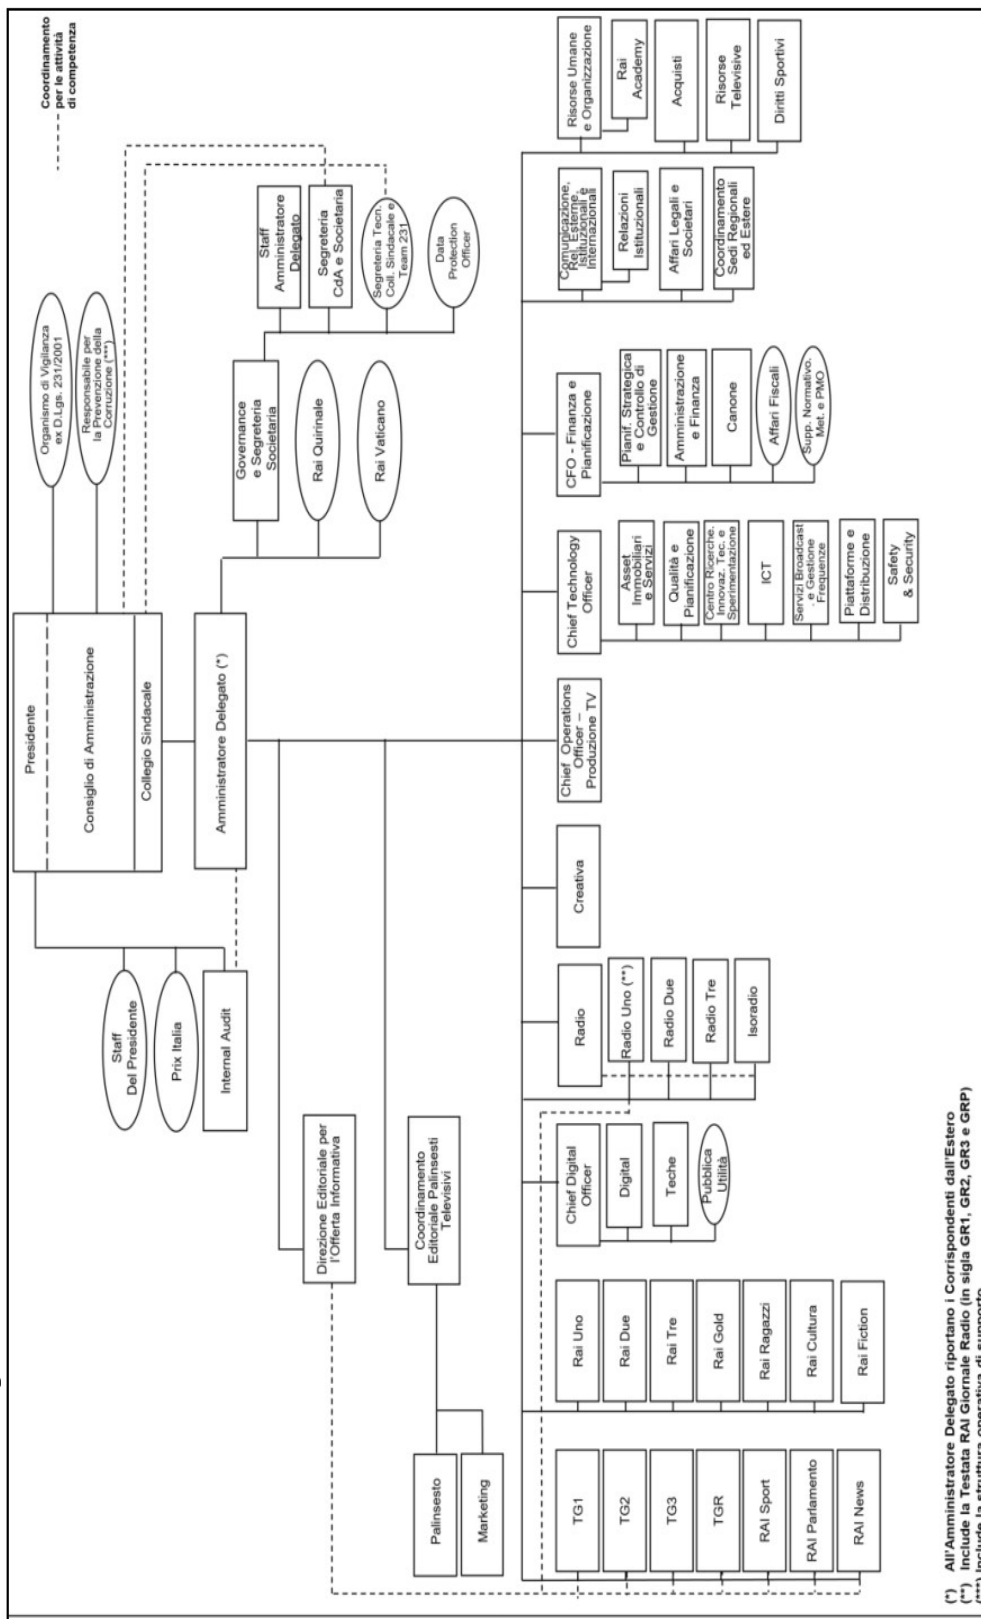 Coordinamento
per le attività
di competenza
Presidente
Consiglio di Amministrazione
Collegio Sindacale
Organismo di Vigilanza
ex D.Lgs. 231/2001
Responsabile per
la Prevenzione della
Corruzione (***)
Staff
Del Presidente
Prix Italia
Internal Audit
Amministratore Delegato (*)
Governance
e Segreteria
Societaria
Rai Quirinale
Rai Vaticano
Staff
Amministratore
Delegato
Segreteria
CdA e Societaria
Segreteria Tecn.
Coll. Sindacale e
Team 231
Data
Protection
Officer
Direzione Editoriale per
l'Offerta Informativa
Coordinamento
Editoriale Palinsesti
Televisivi
Palinsesto
Marketing
TG1
TG2
TG3
TGR
RAI Sport
RAI Parlamento
RAI News
Rai Uno
Rai Due
Rai Tre
Rai Gold
Rai Ragazzi
Rai Cultura
Rai Fiction
Chief Digital
Officer
Digital
Teche
Pubblica
Utilità
Radio
Radio Uno (**)
Radio Due
Radio Tre
Isoradio
Creativa
Chief Operations
Officer –
Produzione TV
Chief Technology
Officer
Asset
Immobiliari
e Servizi
Qualità e
Pianificazione
Centro Ricerche.
Innovaz. Tec. e
Sperimentazione
ICT
Servizi Broadcast
. e Gestione
Frequenze
Piattaforme e
Distribuzione
Safety
& Security
CFO - Finanza e
Pianificazione
Pianif. Strategica
e Controllo di
Gestione
Amministrazione
e Finanza
Canone
Affari Fiscali
Supp. Normativo.
Met. e PMO
Comunicazione,
Rel. Esterne,
Istituzionali e
Internazionali
Relazioni
Istituzionali
Affari Legali e
Societari
Coordinamento
Sedi Regionali
ed Estere
Risorse Umane
e Organizzazione
Rai
Academy
Acquisti
Risorse
Televisive
Diritti Sportivi
(*) All'Amministratore Delegato riportano i Corrispondenti dall'Estero
(**) Include la Testata RAI Giornale Radio (in sigla GR1, GR2, GR3 e GRP)
(***) Include la struttura operativa di supporto